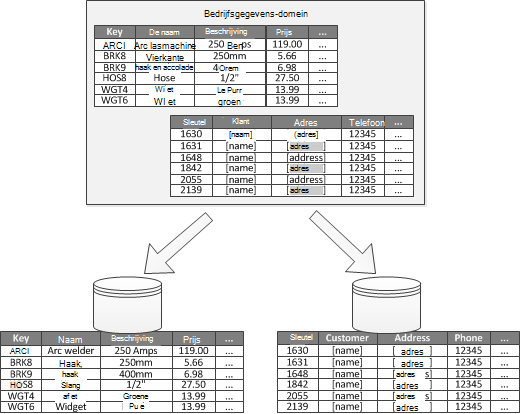 Bedrijfsgegevens-domein
Key De naam Beschrijving Prijs ...
ARCI Arc lasmachine 250 119.00 ...
BRK8 Vierkante 250mm 5.66 ...
BRK9 haak en accolade 6.98 ...
HOS8 Hose 1/2" 27.50 ...
WGT4 Wi et Le Purr 13.99 ...
WGT6 WI et groen 13.99 ...
Sleutel Klant Adres Telefoon ...
1630 [naam] (adres] 12345 ...
1631 [name] [adres 12345 ...
1648 [name] address] 12345 ...
1842 [name] [adres 12345 ...
2055 [name] address] 12345 ...
2139 [name] [adres 12345 ...
Key Naam Beschrijving Prijs ...
ARCI Arc welder 250 Amps 119.00 ...
BRK8 Haak, 250mm 5.66 ...
BRK9 haak 400mm 6.98 ...
HOS8 Slang 1/2" 27.50 ...
WGT4 af et Groene 13.99 ...
WGT6 Widget Pu e 13.99 ...
Sleutel Customer Address Phone ...
1630 [name] [adres ] 12345 ...
1631 [name] [adres ] 12345 ...
1648 [name] [adres s] 12345 ...
1842 [name] [adres ] 12345 ...
2055 [name] [adres s] 12345 ...
2139 [name] [adres ] 12345 ...